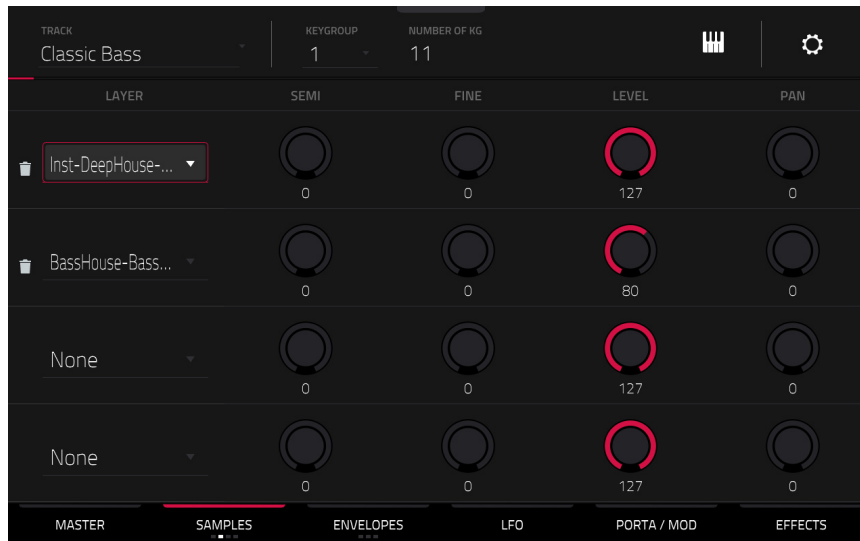 TRACK KEYGROUP NUMBER OF KG
Classic Bass 1 11
LAYER SEMI FINE LEVEL PAN
Inst-DeepHouse-...
0 0 127 0
BassHouse-Bass...
0 0 80 0
None
0 0 127 0
None
0 0 127 0
MASTER SAMPLES ENVELOPES LFO PORTA / MOD EFFECTS